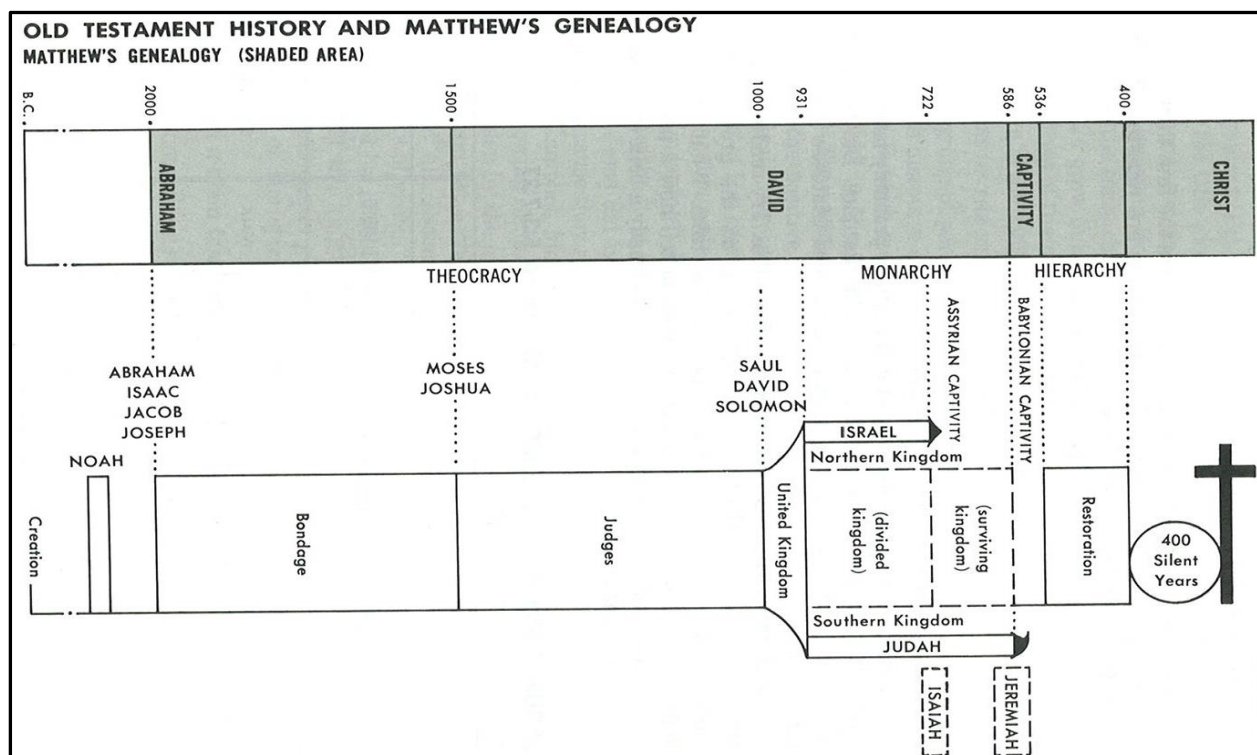 OLD TESTAMENT HISTORY AND MATTHEW'S GENEALOGY
MATTHEW'S GENEALOGY (SHADED AREA)
B.C.
2000
1500
1000
931
722
586
536
400
ABRAHAM
DAVID
CAPTIVITY
CHRIST
THEOCRACY
MONARCHY
HIERARCHY
ABRAHAM
ISAAC
JACOB
JOSEPH
MOSES
JOSHUA
SAUL
DAVID
SOLOMON
ASSYRIAN CAPTIVITY
BABYLONIAN CAPTIVITY
ISRAEL
Northern Kingdom
NOAH
Creation
Bondage
Judges
United Kingdom
(divided
kingdom)
(surviving
kingdom)
Restoration
400
Silent
Years
Southern Kingdom
JUDAH
ISAIAH
JEREMIAH